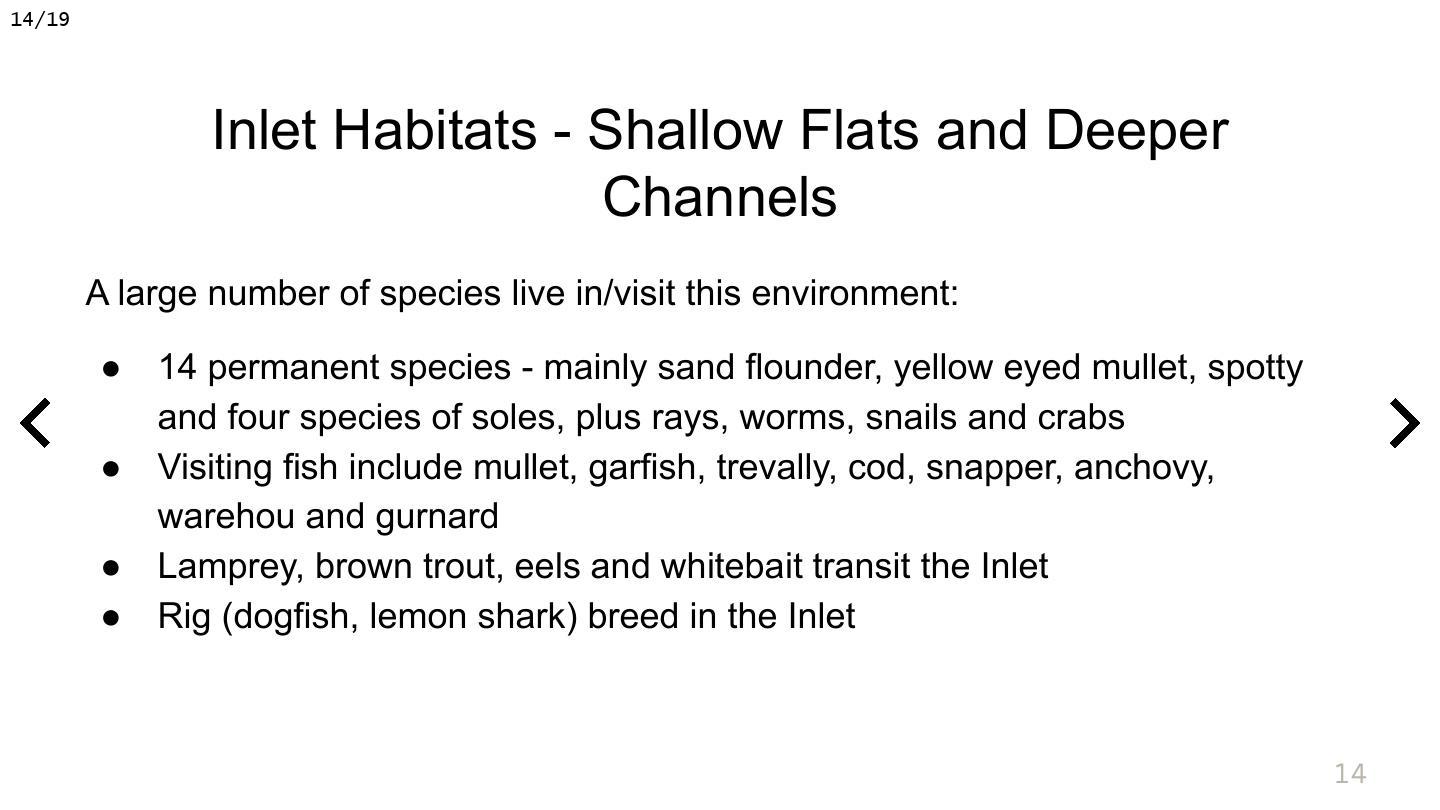 14/19
Inlet Habitats - Shallow Flats and Deeper
Channels
A large number of species live in/visit this environment:
● 14 permanent species - mainly sand flounder, yellow eyed mullet, spotty
and four species of soles, plus rays, worms, snails and crabs
● Visiting fish include mullet, garfish, trevally, cod, snapper, anchovy,
warehou and gurnard
● Lamprey, brown trout, eels and whitebait transit the Inlet
● Rig (dogfish, lemon shark) breed in the Inlet
14